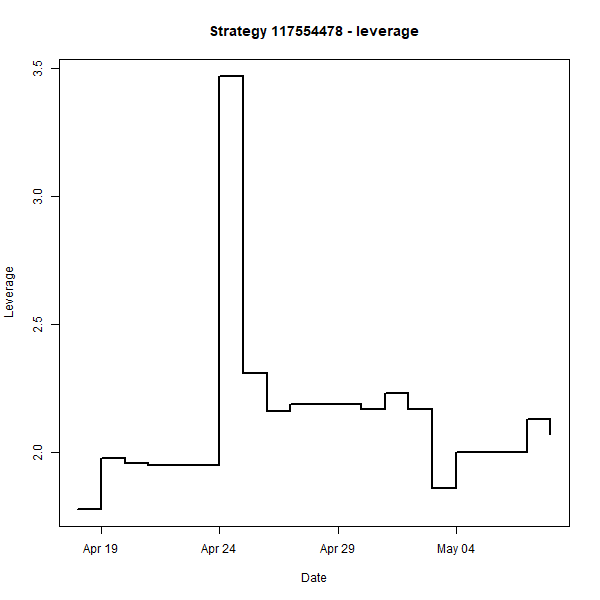 Strategy 117554478 - leverage
3.5
3.0
2.5
2.0
Leverage
Apr 19
Apr 24
Apr 29
May 04
Date